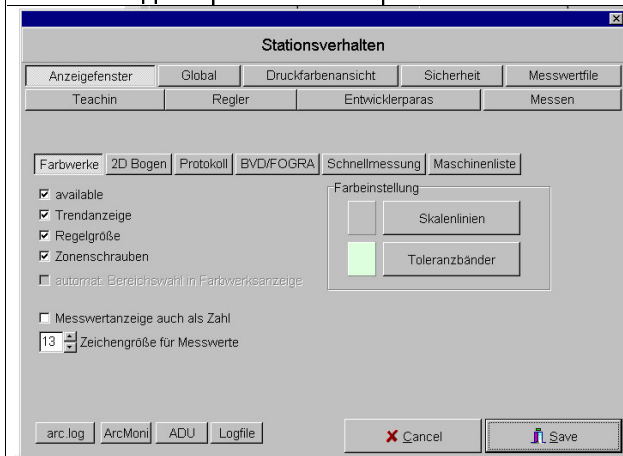 Stationsverhalten
Anzeigefenster Global Druckfarbenansicht Sicherheit Messwertfile
Teachin Regler Entwicklerparas Messen
Farbwerke 2D Bogen Protokoll BVD/FOGRA Schnellmessung Maschinenliste
available
Trendanzeige
Regelgröße
Zonenschrauben
automat. Bereichswahl in Farbwerksanzeige
Messwertanzeige auch als Zahl
13 Zeichengröße für Messwerte
Farbeinstellung
Skalenlinien
Toleranzbänder
arc.log ArcMoni ADU Logfile Cancel Save